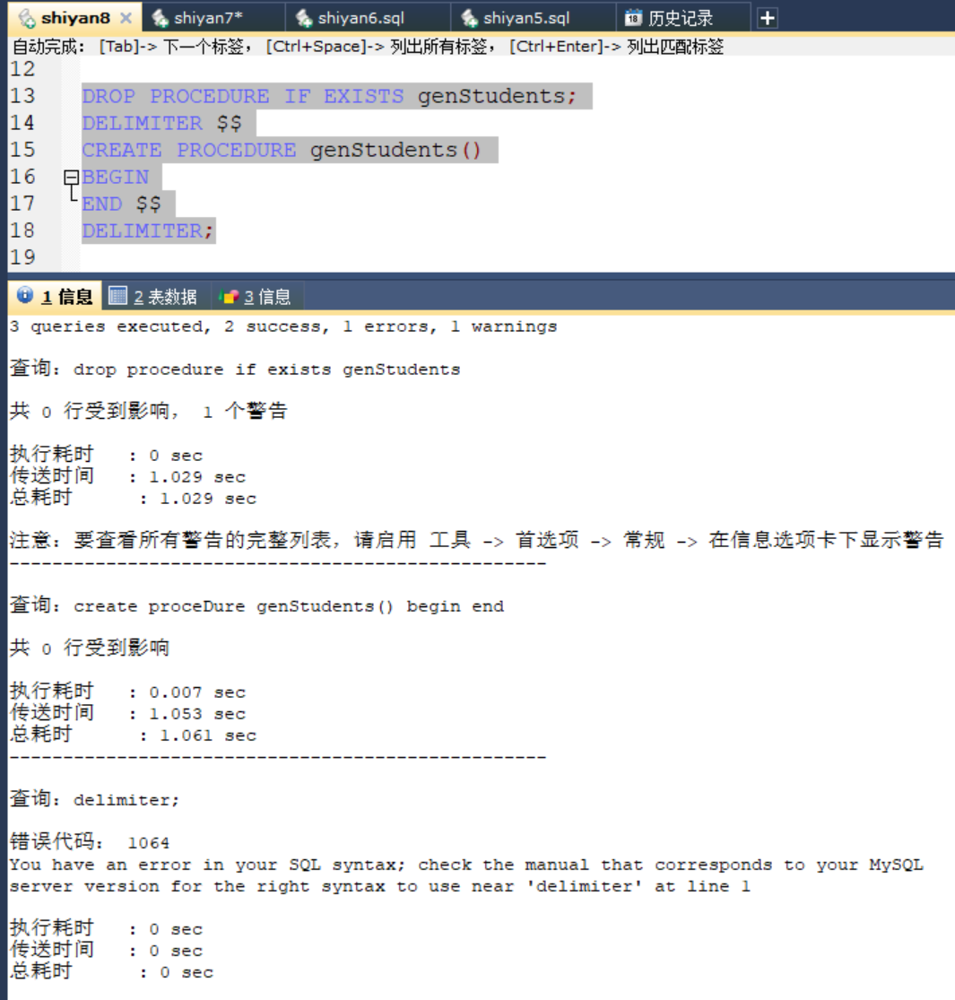 shiyan8 × shiyan7* shiyan6.sql shiyan5.sql 18 历史记录 +
自动完成： [Tab]-> 下一个标签， [Ctrl+Space]-> 列出所有标签， [Ctrl+Enter]-> 列出匹配标签
12
13 DROP PROCEDURE IF EXISTS genStudents;
14 DELIMITER $$
15 CREATE PROCEDURE genStudents()
16 BEGIN
17 END $$
18 DELIMITER;
19
1 信息 2 表数据 3 信息
3 queries executed, 2 success, 1 errors, 1 warnings
查询：drop procedure if exists genStudents
共 0 行受到影响， 1 个警告
执行耗时 : 0 sec
传送时间 : 1.029 sec
总耗时 : 1.029 sec
注意：要查看所有警告的完整列表，请启用 工具 -> 首选项 -> 常规 -> 在信息选项卡下显示警告
--------------------------------------------------
查询：create proceDure genStudents() begin end
共 0 行受到影响
执行耗时 : 0.007 sec
传送时间 : 1.053 sec
总耗时 : 1.061 sec
--------------------------------------------------
查询：delimiter;
错误代码： 1064
You have an error in your SQL syntax; check the manual that corresponds to your MySQL
server version for the right syntax to use near 'delimiter' at line 1
执行耗时 : 0 sec
传送时间 : 0 sec
总耗时 : 0 sec